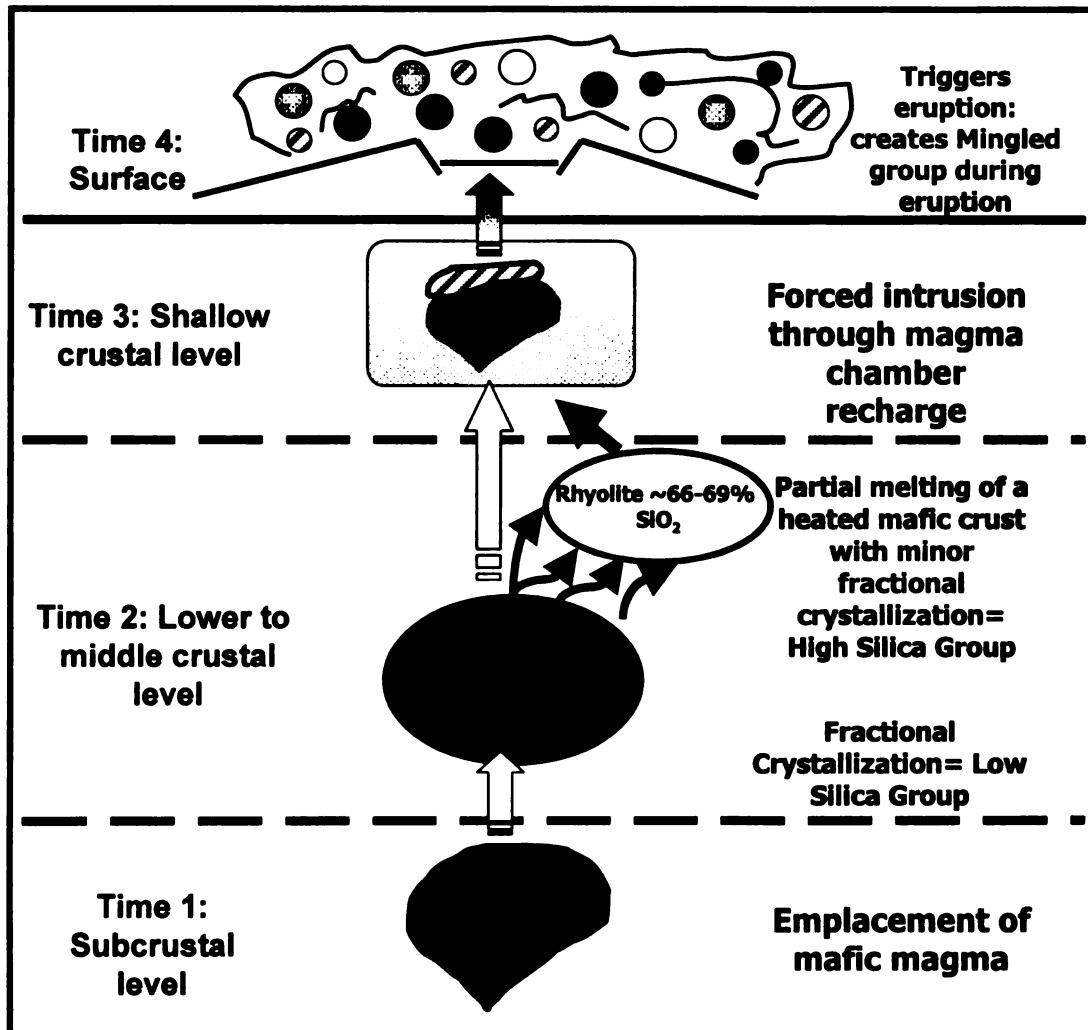 Time 4:
Surface
Triggers
eruption:
creates Mingled
group during
eruption
Time 3: Shallow
crustal level
Forced intrusion
through magma
chamber
recharge
Time 2: Lower to
middle crustal
level
Rhyolite ~66-69%
SiO₂
Partial melting of a
heated mafic crust
with minor
fractional
crystallization=
High Silica Group
Fractional
Crystallization= Low
Silica Group
Time 1:
Subcrustal
level
Emplacement of
mafic magma